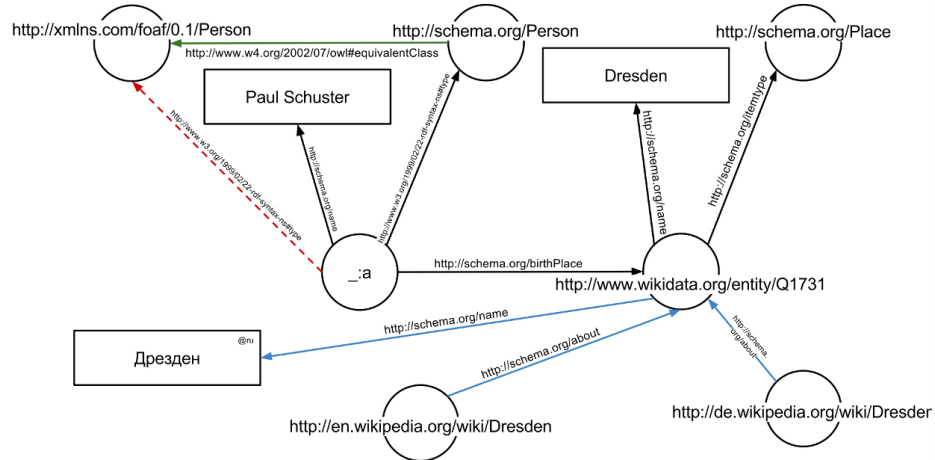 http://xmlns.com/foaf/0.1/Person
http://schema.org/Person
http://schema.org/Place
http://www.w4.org/2002/07/owl#equivalentClass
Paul Schuster
Dresden
http://www.w3.org/1999/02/22-rdf-syntax-ns#type
http://schema.org/name
http://www.w3.org/1999/02/22-rdf-syntax-ns#type
http://schema.org/name
http://schema.org/itemtype
_:a
http://schema.org/birthPlace
http://www.wikidata.org/entity/Q1731
http://schema.org/name
Дрезден
@ru
http://schema.org/about
http://schema.
org/about
http://en.wikipedia.org/wiki/Dresden
http://de.wikipedia.org/wiki/Dresden